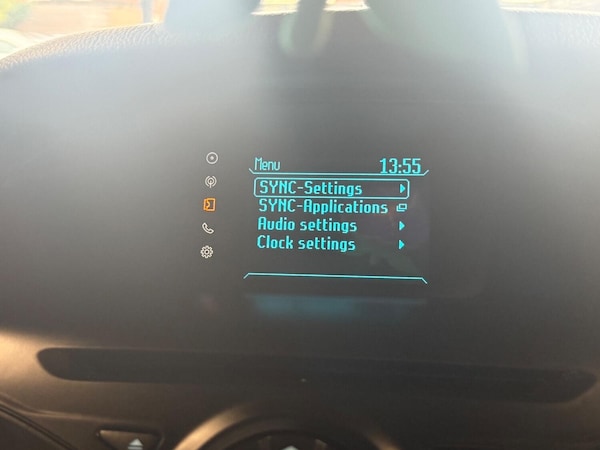 Menu 13:55
SYNC-Settings
SYNC-Applications
Audio settings
Clock settings